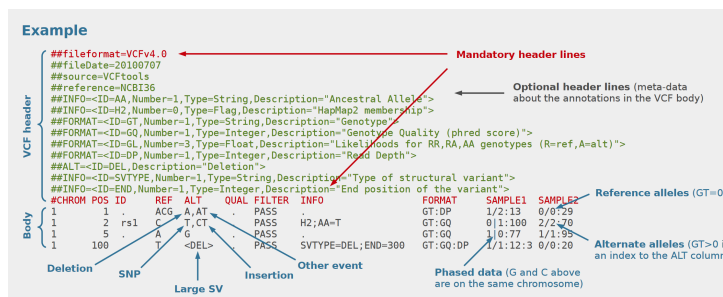 Example
##fileformat=VCFv4.0
##fileDate=20100707
##source=VCFtools
##reference=NCBI36
##INFO=<ID=AA,Number=1,Type=String,Description="Ancestral Allele">
##INFO=<ID=H2,Number=0,Type=Flag,Description="HapMap2 membership">
##FORMAT=<ID=GT,Number=1,Type=String,Description="Genotype">
##FORMAT=<ID=GQ,Number=1,Type=Integer,Description="Genotype Quality (phred score)">
##FORMAT=<ID=GL,Number=3,Type=Float,Description="Likelihoods for RR,RA,AA genotypes (R=ref,A=alt)">
##FORMAT=<ID=DP,Number=1,Type=Integer,Description="Read Depth">
##ALT=<ID=DEL,Description="Deletion">
##INFO=<ID=SVTYPE,Number=1,Type=String,Description="Type of structural variant">
##INFO=<ID=END,Number=1,Type=Integer,Description="End position of the variant">
#CHROM POS ID REF ALT QUAL FILTER INFO FORMAT SAMPLE1 SAMPLE2
1 1 . ACG A,AT . PASS . GT:DP 1/2:13 0/0:29
1 2 rs1 C T,CT . PASS H2;AA=T GT:GQ 0|1:100 2/2:70
1 5 . A G . PASS . GT:GQ 1|0:77 1/1:95
1 100 T <DEL> . PASS SVTYPE=DEL;END=300 GT:GQ:DP 1/1:12:3 0/0:20
VCF header
Body
Mandatory header lines
Optional header lines (meta-data
about the annotations in the VCF body)
Reference alleles (GT=0
Alternate alleles (GT>0 i
an index to the ALT colum
Phased data (G and C above
are on the same chromosome)
Deletion
SNP
Large SV
Insertion
Other event